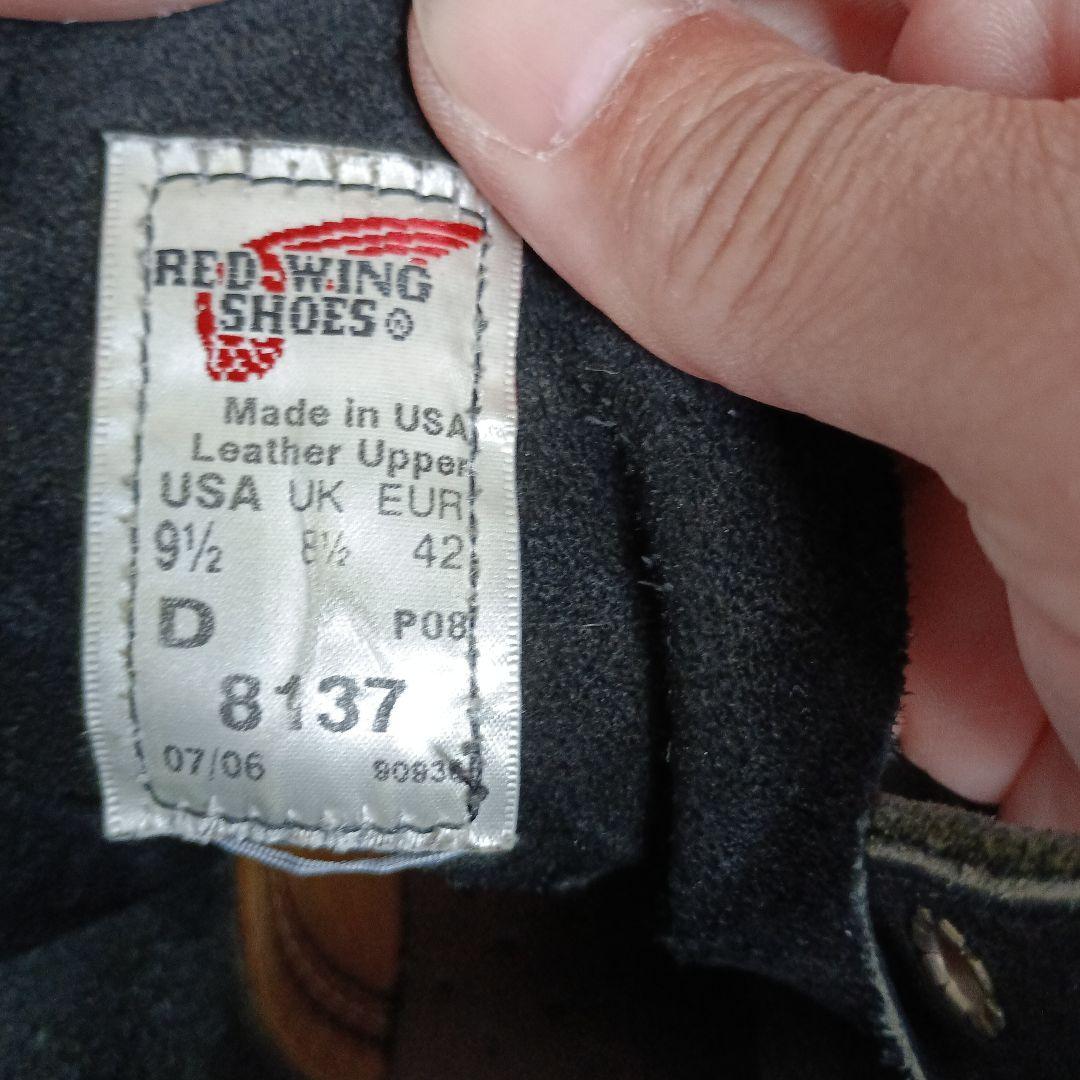 RED WING
SHOES®
Made in USA
Leather Upper
USA UK EUR
9½ 8½ 42
D P08
8137
07/06